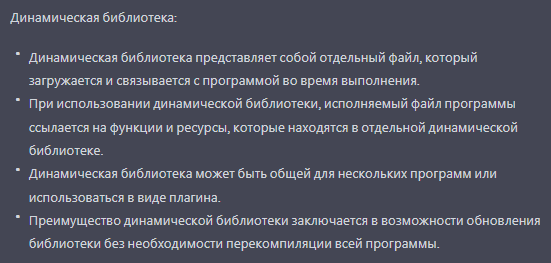 Динамическая библиотека:
• Динамическая библиотека представляет собой отдельный файл, который
загружается и связывается с программой во время выполнения.
• При использовании динамической библиотеки, исполняемый файл программы
ссылается на функции и ресурсы, которые находятся в отдельной динамической
библиотеке.
• Динамическая библиотека может быть общей для нескольких программ или
использоваться в виде плагина.
• Преимущество динамической библиотеки заключается в возможности обновления
библиотеки без необходимости перекомпиляции всей программы.